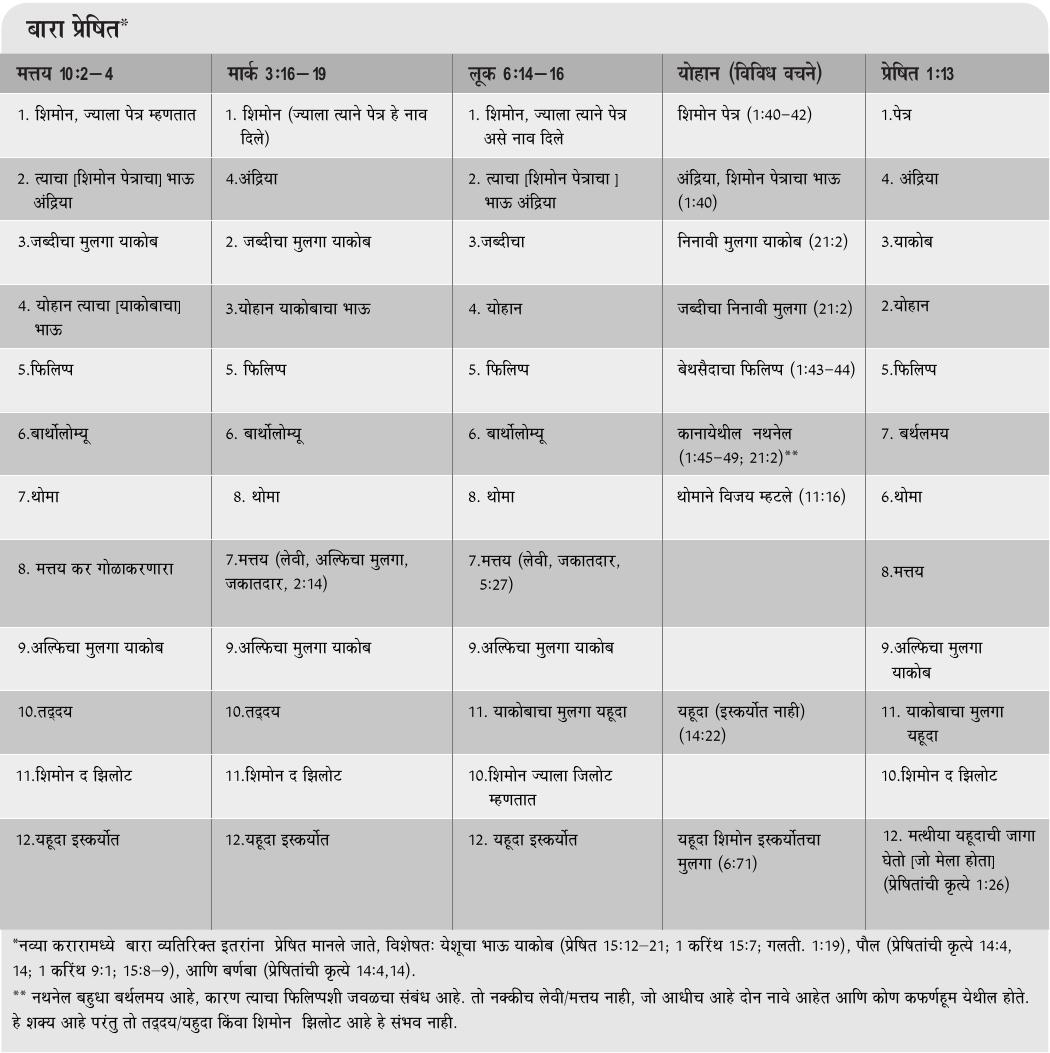 बारा प्रेषित*
मत्तय 10:2–4 मार्क 3:16–19 लूक 6:14–16 योहान (विविध वचने) प्रेषित 1:13
1. शिमोन, ज्याला पेत्र म्हणतात 1. शिमोन (ज्याला त्याने पेत्र हे नाव 1. शिमोन, ज्याला त्याने पेत्र शिमोन पेत्र (1:40–42) 1.पेत्र
दिले) असे नाव दिले
2. त्याचा [शिमोन पेत्राचा] भाऊ 4.अंद्रिया 2. त्याचा [शिमोन पेत्राचा ] अंद्रिया, शिमोन पेत्राचा भाऊ 4. अंद्रिया
अंद्रिया भाऊ अंद्रिया (1:40)
3.जब्दीचा मुलगा याकोब 2. जब्दीचा मुलगा याकोब 3.जब्दीचा निनावी मुलगा याकोब (21:2) 3.याकोब
4. योहान त्याचा [याकोबाचा] 3.योहान याकोबाचा भाऊ 4. योहान जब्दीचा निनावी मुलगा (21:2) 2.योहान
भाऊ
5.फिलिप्प 5. फिलिप्प 5. फिलिप्प बेथसैदाचा फिलिप्प (1:43–44) 5.फिलिप्प
6.बार्थोलोम्यू 6. बार्थोलोम्यू 6. बार्थोलोम्यू कानायेथील नथनेल 7. बर्थलमय
(1:45–49; 21:2)**
7.थोमा 8. थोमा 8. थोमा थोमाने विजय म्हटले (11:16) 6.थोमा
8. मत्तय कर गोळाकरणारा 7.मत्तय (लेवी, अल्फिचा मुलगा, 7.मत्तय (लेवी, जकातदार, 8.मत्तय
जकातदार, 2:14) 5:27)
9.अल्फिचा मुलगा याकोब 9.अल्फिचा मुलगा याकोब 9.अल्फिचा मुलगा याकोब 9.अल्फिचा मुलगा
याकोब
10.तद्दय 10.तद्दय 11. याकोबाचा मुलगा यहूदा यहूदा (इस्कर्योत नाही) 11. याकोबाचा मुलगा
(14:22) यहूदा
11.शिमोन द झिलोट 11.शिमोन द झिलोट 10.शिमोन ज्याला जिलोट 10.शिमोन द झिलोट
म्हणतात
12.यहूदा इस्कर्योत 12.यहूदा इस्कर्योत 12. यहूदा इस्कर्योत यहूदा शिमोन इस्कर्योतचा 12. मत्थीया यहूदाची जागा
मुलगा (6:71) घेतो [जो मेला होता]
(प्रेषितांची कृत्ये 1:26)
*नव्या करारामध्ये बारा व्यतिरिक्त इतरांना प्रेषित मानले जाते, विशेषतः येशूचा भाऊ याकोब (प्रेषित 15:12–21; 1 करिंथ 15:7; गलती. 1:19), पौल (प्रेषितांची कृत्ये 14:4,
14; 1 करिंथ 9:1; 15:8–9), आणि बर्णबा (प्रेषितांची कृत्ये 14:4,14).
** नथनेल बहुधा बर्थलमय आहे, कारण त्याचा फिलिप्पशी जवळचा संबंध आहे. तो नक्कीच लेवी/मत्तय नाही, जो आधीच आहे दोन नावे आहेत आणि कोण कफर्णहूम येथील होते.
हे शक्य आहे परंतु तो तद्दय/यहुदा किंवा शिमोन झिलोट आहे हे संभव नाही.